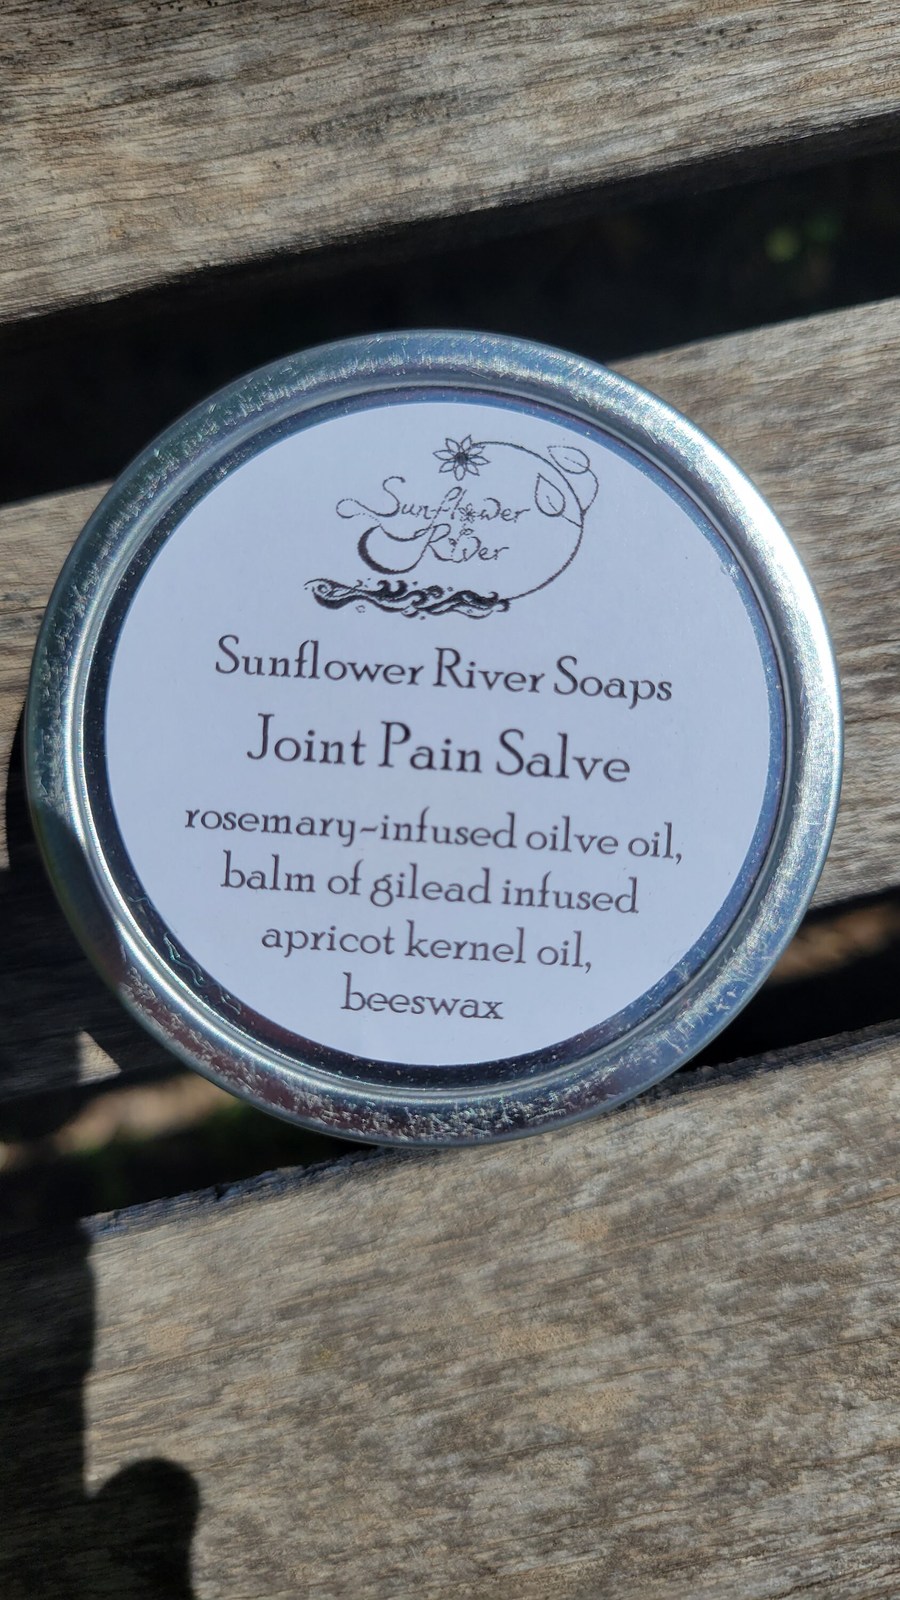 Sunflower
River
Sunflower River Soaps
Joint Pain Salve
rosemary-infused oilve oil,
balm of gilead infused
apricot kernel oil,
beeswax